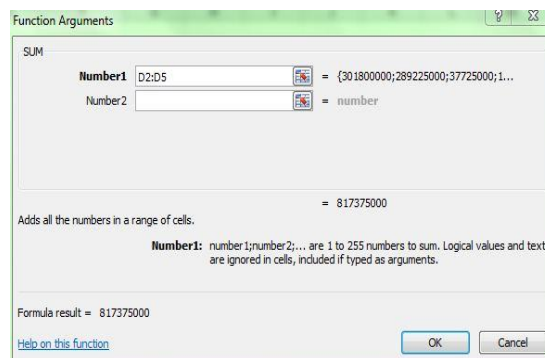 Function Arguments
SUM
Number1 D2:D5 = {301800000;289225000;37725000;1...
Number2 = number
= 817375000
Adds all the numbers in a range of cells.
Number1: number1;number2;... are 1 to 255 numbers to sum. Logical values and text
are ignored in cells, included if typed as arguments.
Formula result = 817375000
Help on this function OK Cancel